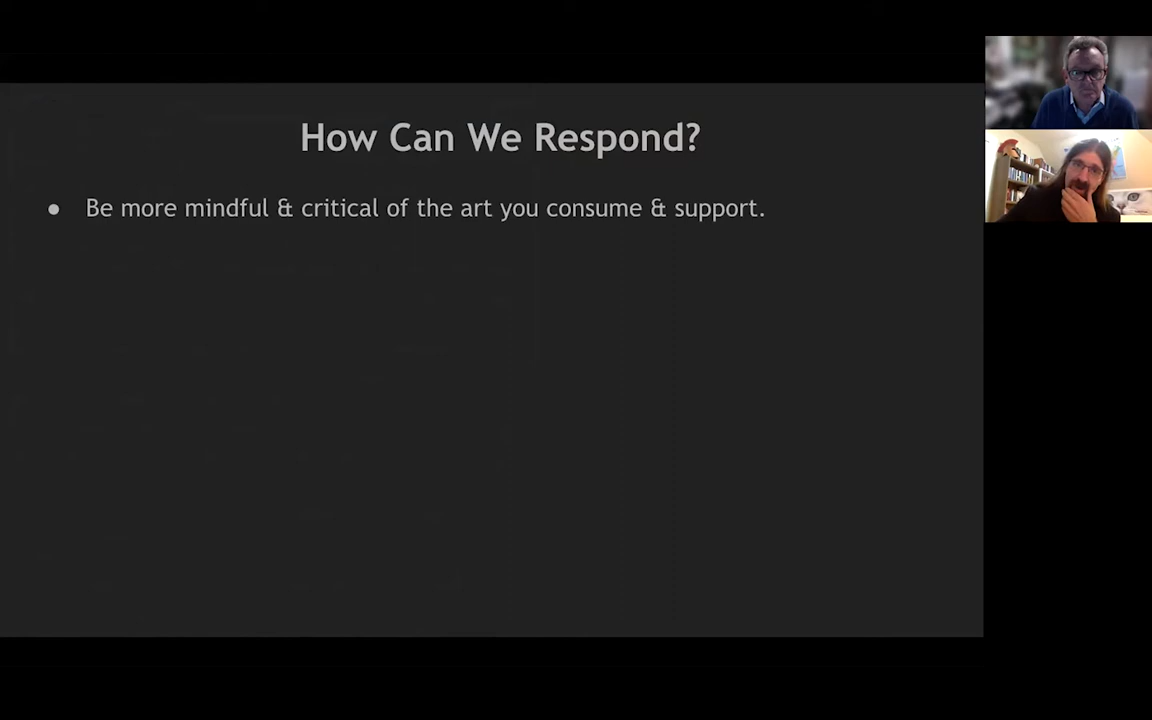 How Can We Respond?
● Be more mindful & critical of the art you consume & support.